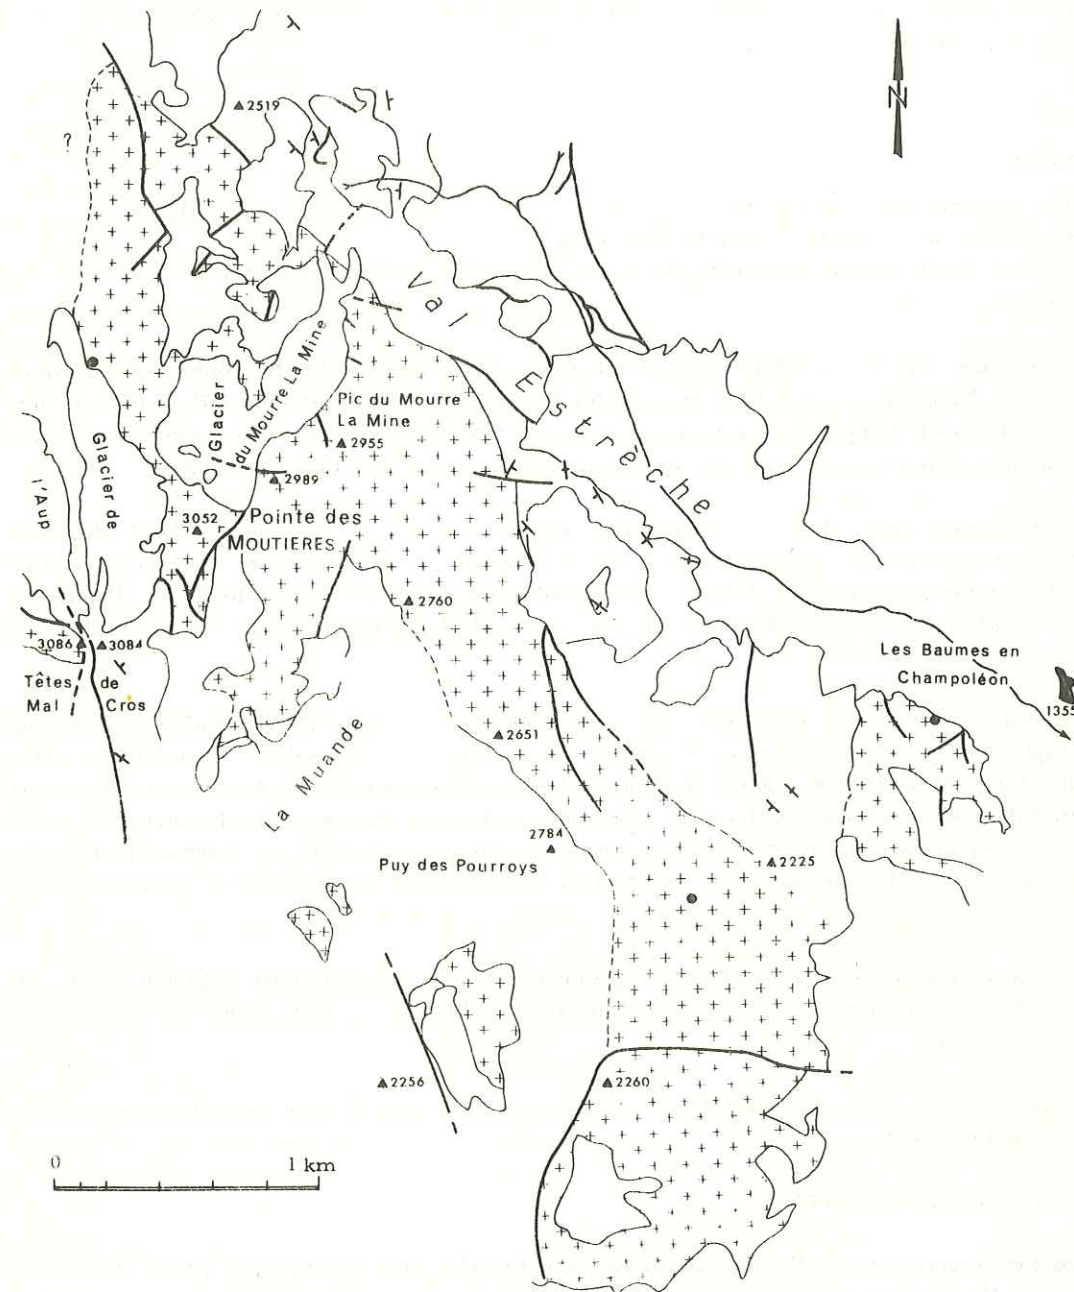 2519
N
?
Val
Estrèche
Glacier
du Mourre La Mine
Pic du Mourre
La Mine
2955
Glacier de
l'Aup
2989
3052
Pointe des
MOUTIERES
2760
3086
3084
Têtes de
Mal Cros
Les Baumes en
Champoléon
1355
2651
La Muande
2784
2225
Puy des Pourroys
2256
2260
0
1 km